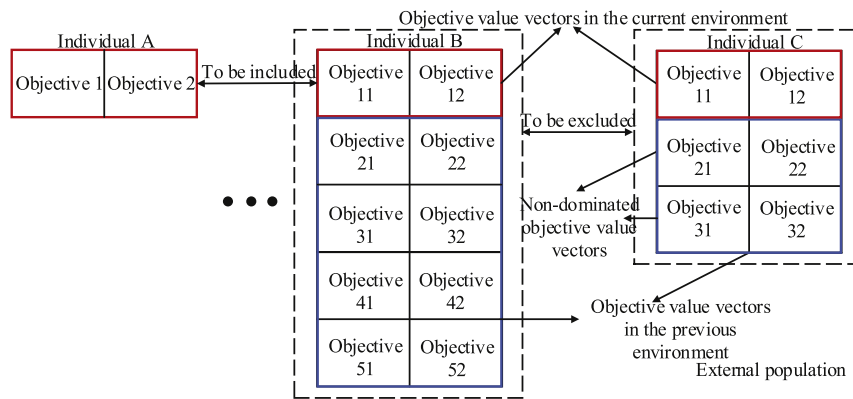 Objective value vectors in the current environment
Individual A
Individual B
Individual C
Objective 1 Objective 2
To be included
Objective 11
Objective 12
Objective 11
Objective 12
To be excluded
Objective 21
Objective 22
Objective 21
Objective 22
Non-dominated
objective value
vectors
Objective 31
Objective 32
Objective 31
Objective 32
Objective 41
Objective 42
Objective value vectors
in the previous
environment
Objective 51
Objective 52
External population